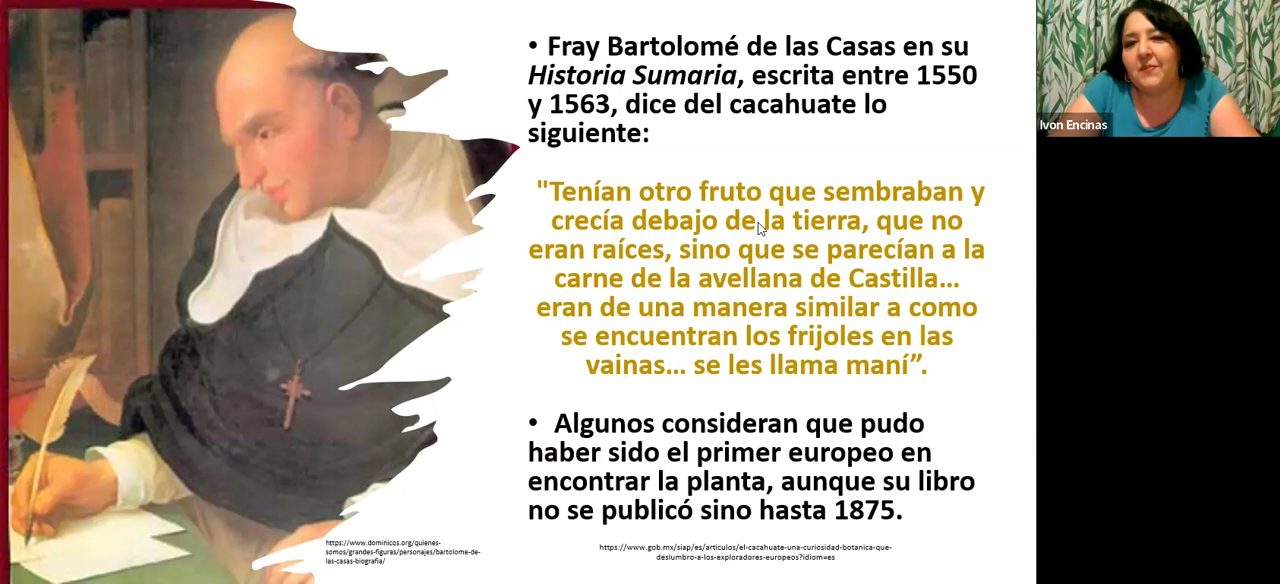 • Fray Bartolomé de las Casas en su
Historia Sumaria, escrita entre 1550
y 1563, dice del cacahuate lo
siguiente:
"Tenían otro fruto que sembraban y
crecía debajo de la tierra, que no
eran raíces, sino que se parecían a la
carne de la avellana de Castilla...
eran de una manera similar a como
se encuentran los frijoles en las
vainas... se les llama maní”.
• Algunos consideran que pudo
haber sido el primer europeo en
encontrar la planta, aunque su libro
no se publicó sino hasta 1875.
https://www.dominicos.org/quienes-
somos/grandes-figuras/personajes/bartolome-de-
las-casas-biografia/
https://www.gob.mx/siap/es/articulos/el-cacahuate-una-curiosidad-botanica-que-
deslumbro-a-los-exploradores-europeos?idiom=es
Ivon Encinas